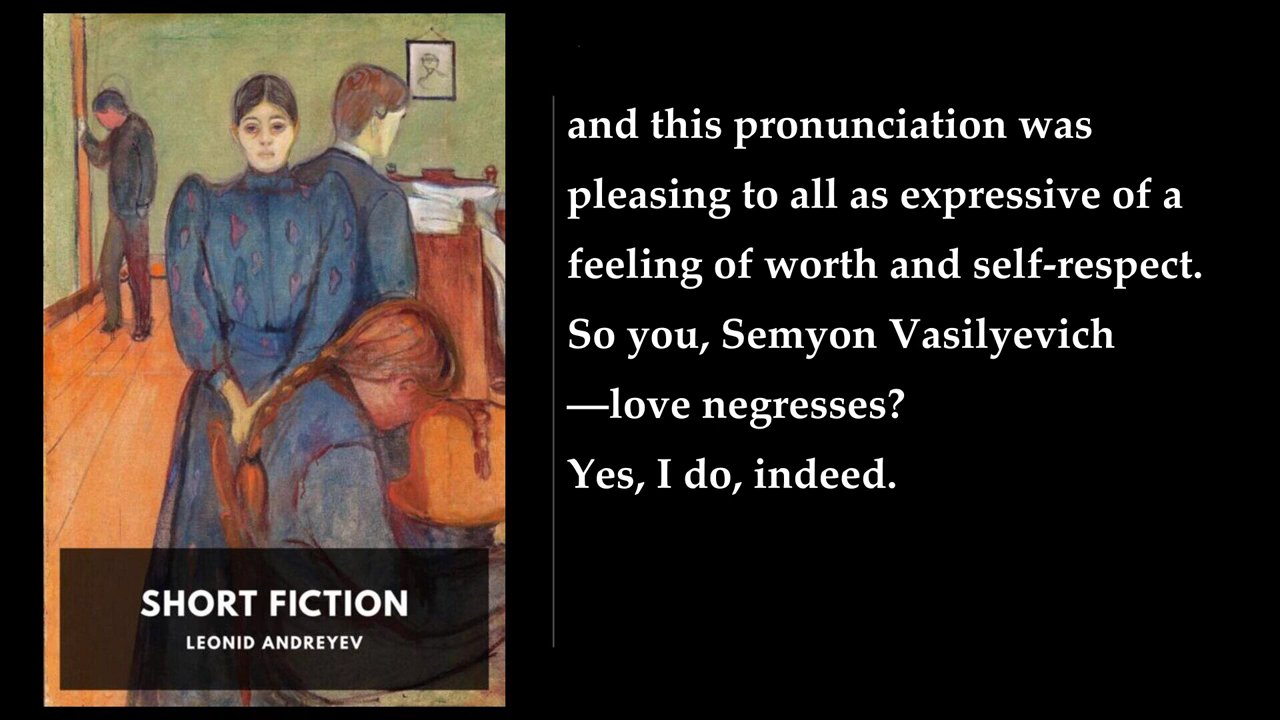 SHORT FICTION
LEONID ANDREYEV
and this pronunciation was
pleasing to all as expressive of a
feeling of worth and self-respect.
So you, Semyon Vasilyevich
—love negresses?
Yes, I do, indeed.